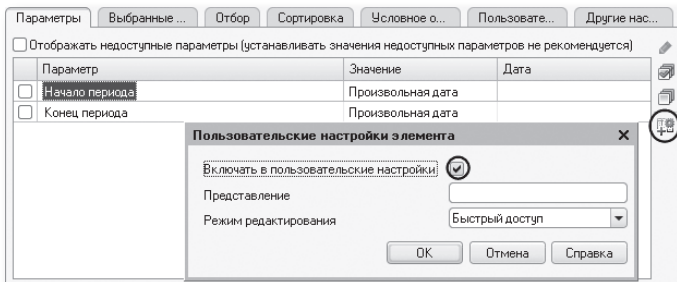 Параметры Выбранные ... Отбор Сортировка Условное о... Пользовате... Другие нас...
Отображать недоступные параметры (устанавливать значения недоступных параметров не рекомендуется)
Параметр Значение Дата
Начало периода Произвольная дата
Конец периода Произвольная дата
Пользовательские настройки элемента
Включать в пользовательские настройки
Представление
Режим редактирования Быстрый доступ
OK Отмена Справка